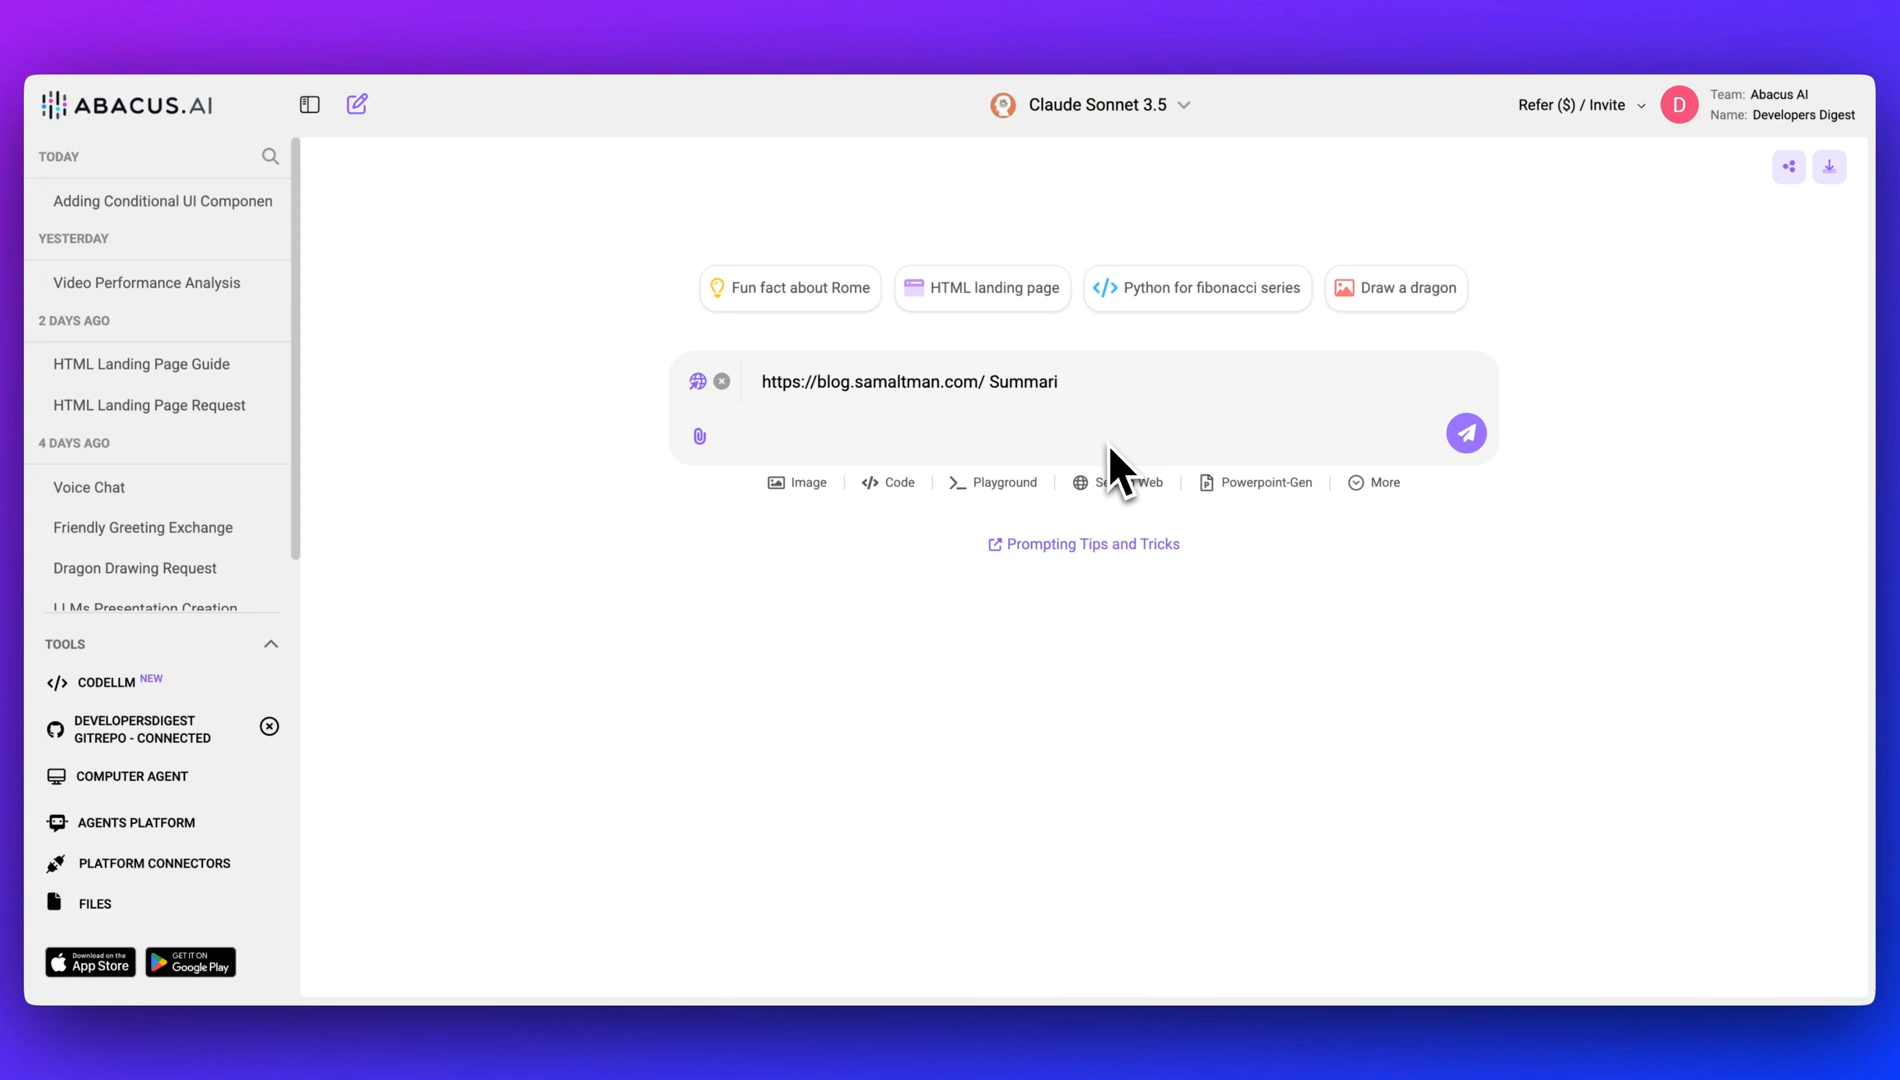 ABACUS.AI
Claude Sonnet 3.5
Refer ($) / Invite
D
Team: Abacus AI
Name: Developers Digest
TODAY
Adding Conditional UI Componen
YESTERDAY
Video Performance Analysis
2 DAYS AGO
HTML Landing Page Guide
HTML Landing Page Request
4 DAYS AGO
Voice Chat
Friendly Greeting Exchange
Dragon Drawing Request
LLMs Presentation Creation
TOOLS
CODELLM NEW
DEVELOPERSDIGEST
GITREPO - CONNECTED
COMPUTER AGENT
AGENTS PLATFORM
PLATFORM CONNECTORS
FILES
Download on the
App Store
GET IT ON
Google Play
Fun fact about Rome
HTML landing page
Python for fibonacci series
Draw a dragon
https://blog.samaltman.com/ Summari
Image
Code
Playground
Web
Powerpoint-Gen
More
Prompting Tips and Tricks